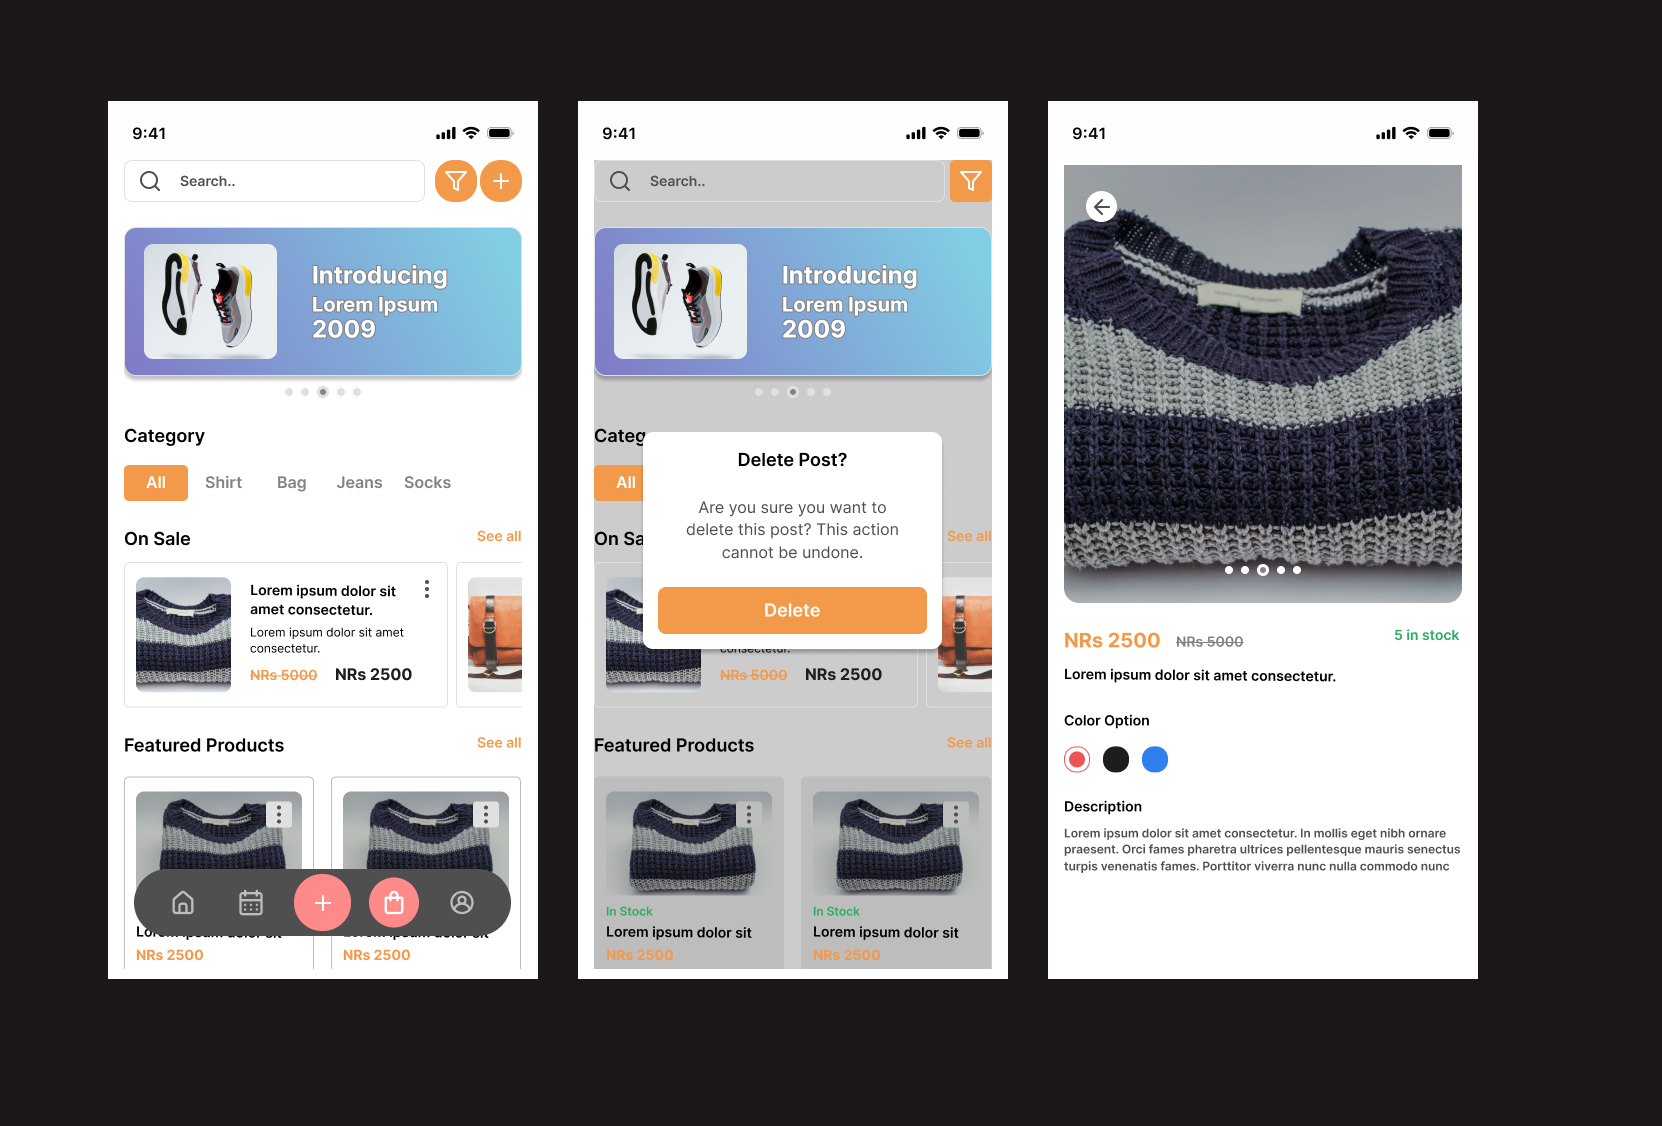 9:41
Search..
Introducing
Lorem Ipsum
2009
Category
All Shirt Bag Jeans Socks
On Sale See all
Lorem ipsum dolor sit
amet consectetur.
Lorem ipsum dolor sit amet
consectetur.
NRs 5000 NRs 2500
Featured Products See all
Lorem ipsum dolor sit Lorem ipsum dolor sit
NRs 2500 NRs 2500
9:41
Search..
Introducing
Lorem Ipsum
2009
Categ
All
Delete Post?
Are you sure you want to
delete this post? This action
cannot be undone.
Delete
On Sa See all
consectetur.
NRs 5000 NRs 2500
Featured Products See all
In Stock In Stock
Lorem ipsum dolor sit Lorem ipsum dolor sit
NRs 2500 NRs 2500
9:41
NRs 2500 NRs 5000 5 in stock
Lorem ipsum dolor sit amet consectetur.
Color Option
Description
Lorem ipsum dolor sit amet consectetur. In mollis eget nibh ornare
praesent. Orci fames pharetra ultrices pellentesque mauris senectus
turpis venenatis fames. Porttitor viverra nunc nulla commodo nunc